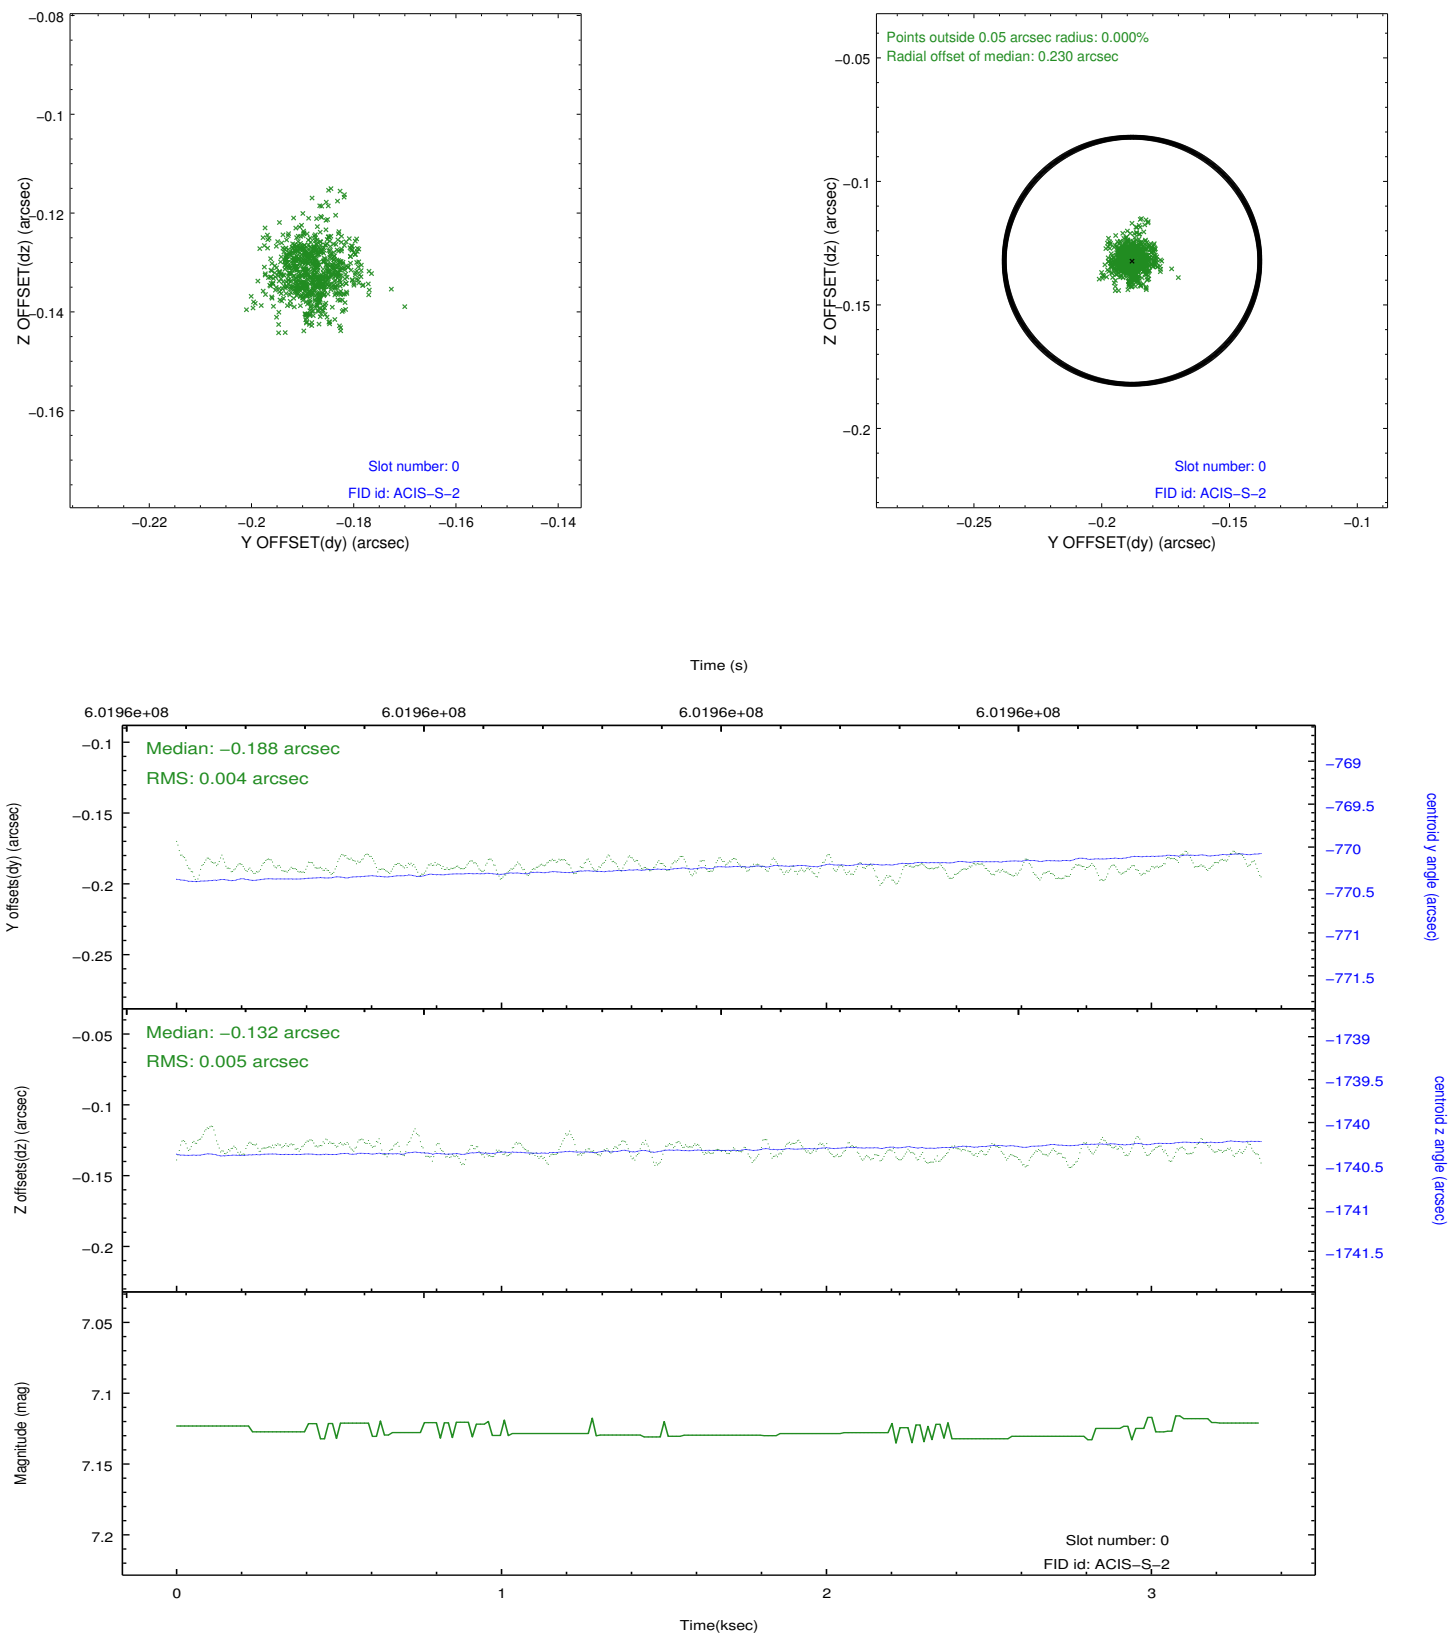 −0.08
−0.1
−0.12
−0.14
−0.16
Z OFFSET(dz) (arcsec)
Slot number: 0
FID id: ACIS−S−2
−0.22
−0.2
−0.18
−0.16
−0.14
Y OFFSET(dy) (arcsec)
Points outside 0.05 arcsec radius: 0.000%
Radial offset of median: 0.230 arcsec
−0.05
−0.1
−0.15
−0.2
Z OFFSET(dz) (arcsec)
Slot number: 0
FID id: ACIS−S−2
−0.25
−0.2
−0.15
−0.1
Y OFFSET(dy) (arcsec)
Time (s)
6.0196e+08
6.0196e+08
6.0196e+08
6.0196e+08
Median: −0.188 arcsec
RMS: 0.004 arcsec
−0.1
−0.15
−0.2
−0.25
Y offsets(dy) (arcsec)
−769
−769.5
−770
−770.5
−771
−771.5
centroid y angle (arcsec)
Median: −0.132 arcsec
RMS: 0.005 arcsec
−0.05
−0.1
−0.15
−0.2
Z offsets(dz) (arcsec)
−1739
−1739.5
−1740
−1740.5
−1741
−1741.5
centroid z angle (arcsec)
7.05
7.1
7.15
7.2
Magnitude (mag)
Slot number: 0
FID id: ACIS−S−2
0
1
2
3
Time(ksec)